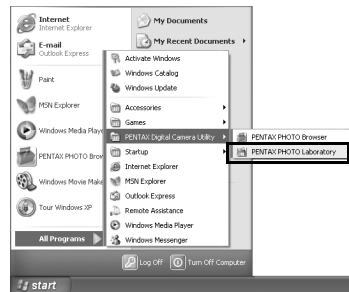 Internet
Internet Explorer
E-mail
Outlook Express
Paint
MSN Explorer
Windows Media Playe
PENTAX PHOTO Brow
Windows Movie Make
Tour Windows XP
All Programs
My Documents
My Recent Documents
Activate Windows
Windows Catalog
Windows Update
Accessories
Games
PENTAX Digital Camera Utility
Startup
Internet Explorer
MSN Explorer
Outlook Express
Remote Assistance
Windows Media Player
Windows Messenger
PENTAX PHOTO Browser
PENTAX PHOTO Laboratory
Log Off
Turn Off Computer
start